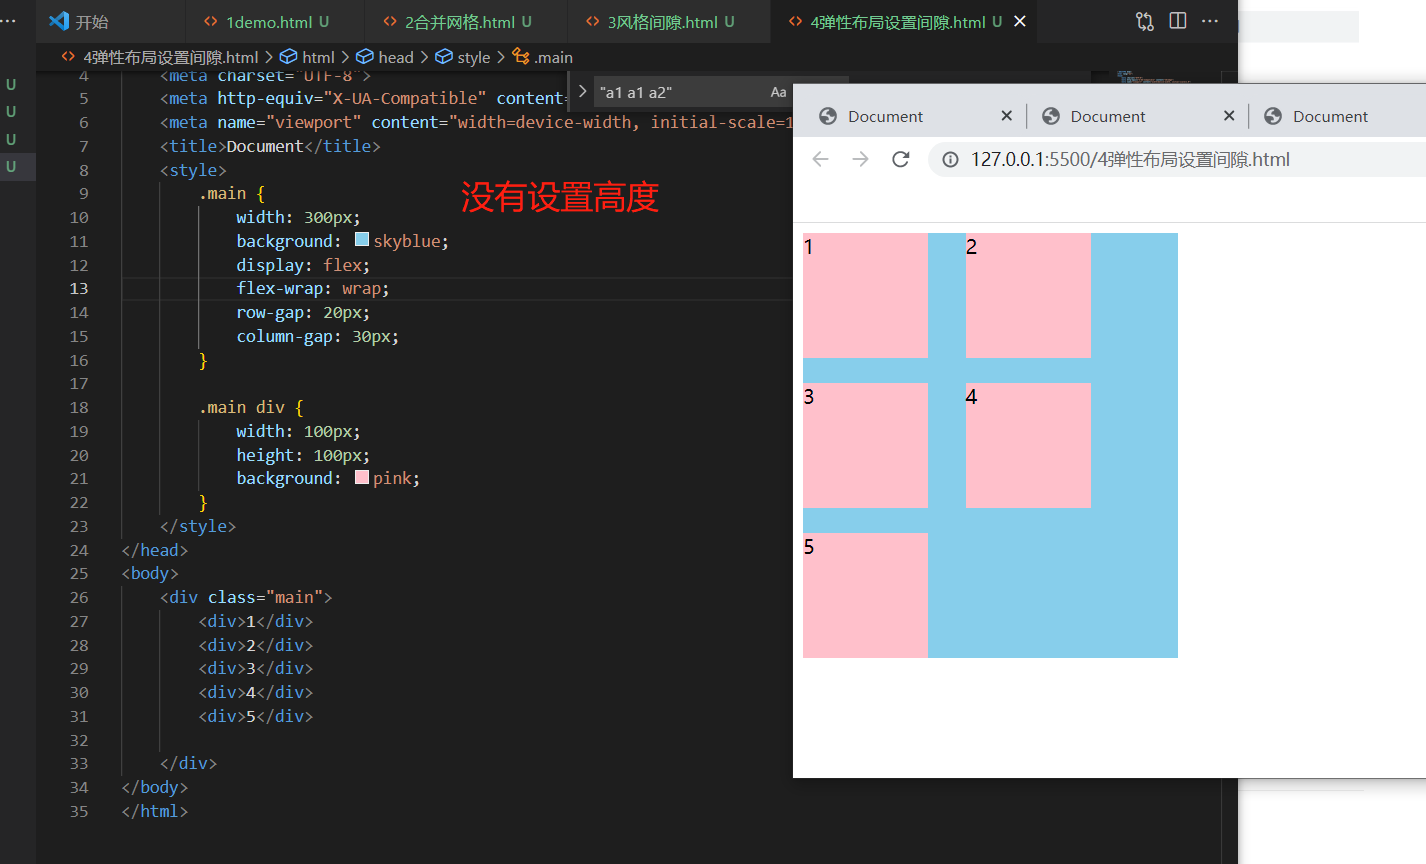 开始
1demo.html U
2合并网格.html U
3风格间隙.html U
4弹性布局设置间隙.html U
4弹性布局设置间隙.html > html > head > style > .main
U
U
U
U
"a1 a1 a2" Aa
4 <meta charset="UTF-8">
5 <meta http-equiv="X-UA-Compatible" content=
6 <meta name="viewport" content="width=device-width, initial-scale=1
7 <title>Document</title>
8 <style>
9 .main {
10 width: 300px;
11 background: skyblue;
12 display: flex;
13 flex-wrap: wrap;
14 row-gap: 20px;
15 column-gap: 30px;
16 }
17
18 .main div {
19 width: 100px;
20 height: 100px;
21 background: pink;
22 }
23 </style>
24 </head>
25 <body>
26 <div class="main">
27 <div>1</div>
28 <div>2</div>
29 <div>3</div>
30 <div>4</div>
31 <div>5</div>
32
33 </div>
34 </body>
35 </html>
没有设置高度
Document
Document
Document
127.0.0.1:5500/4弹性布局设置间隙.html
1
2
3
4
5